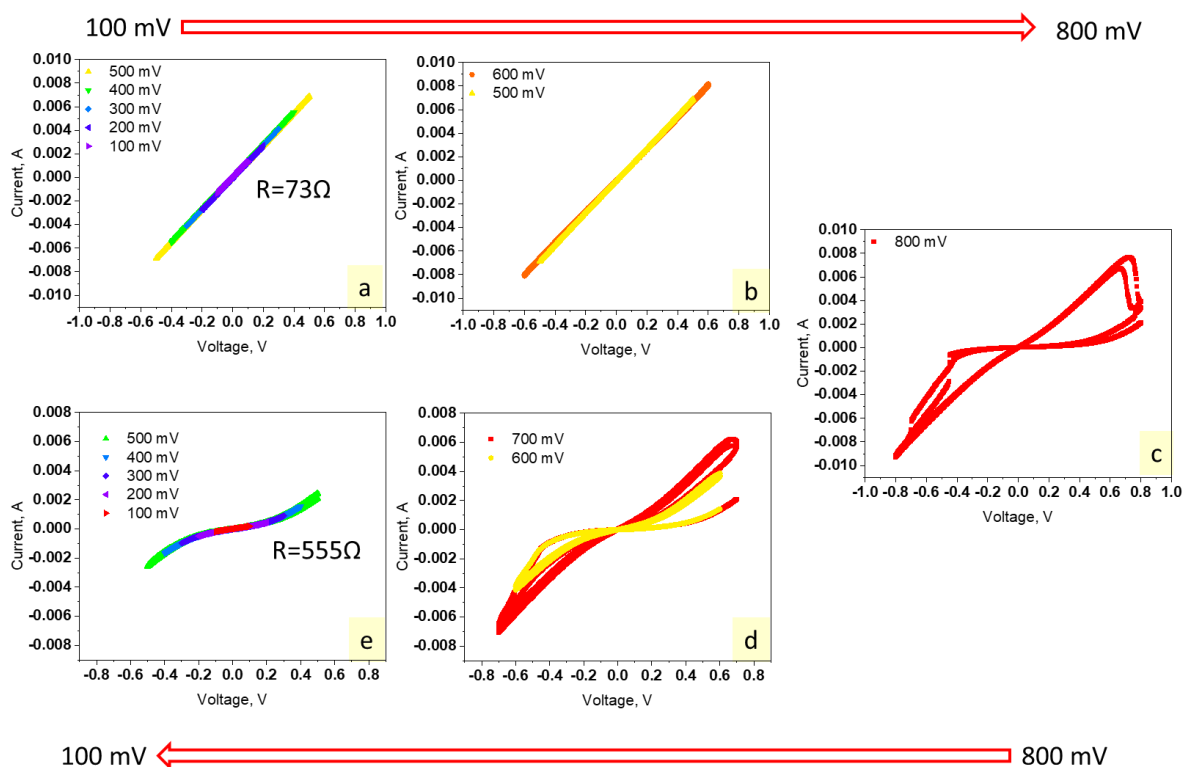 100 mV
800 mV
500 mV
400 mV
300 mV
200 mV
100 mV
0.010
0.008
0.006
0.004
0.002
0.000
-0.002
-0.004
-0.006
-0.008
-0.010
Current, A
R=73Ω
a
-1.0 -0.8 -0.6 -0.4 -0.2 0.0 0.2 0.4 0.6 0.8 1.0
Voltage, V
600 mV
500 mV
0.010
0.008
0.006
0.004
0.002
0.000
-0.002
-0.004
-0.006
-0.008
-0.010
Current, A
b
-1.0 -0.8 -0.6 -0.4 -0.2 0.0 0.2 0.4 0.6 0.8 1.0
Voltage, V
800 mV
0.010
0.008
0.006
0.004
0.002
0.000
-0.002
-0.004
-0.006
-0.008
-0.010
Current, A
c
-1.0 -0.8 -0.6 -0.4 -0.2 0.0 0.2 0.4 0.6 0.8 1.0
Voltage, V
500 mV
400 mV
300 mV
200 mV
100 mV
0.008
0.006
0.004
0.002
0.000
-0.002
-0.004
-0.006
-0.008
Current, A
R=555Ω
e
-0.8 -0.6 -0.4 -0.2 0.0 0.2 0.4 0.6 0.8
Voltage, V
700 mV
600 mV
0.008
0.006
0.004
0.002
0.000
-0.002
-0.004
-0.006
-0.008
Current, A
d
-0.8 -0.6 -0.4 -0.2 0.0 0.2 0.4 0.6 0.8
Voltage, V
100 mV
800 mV